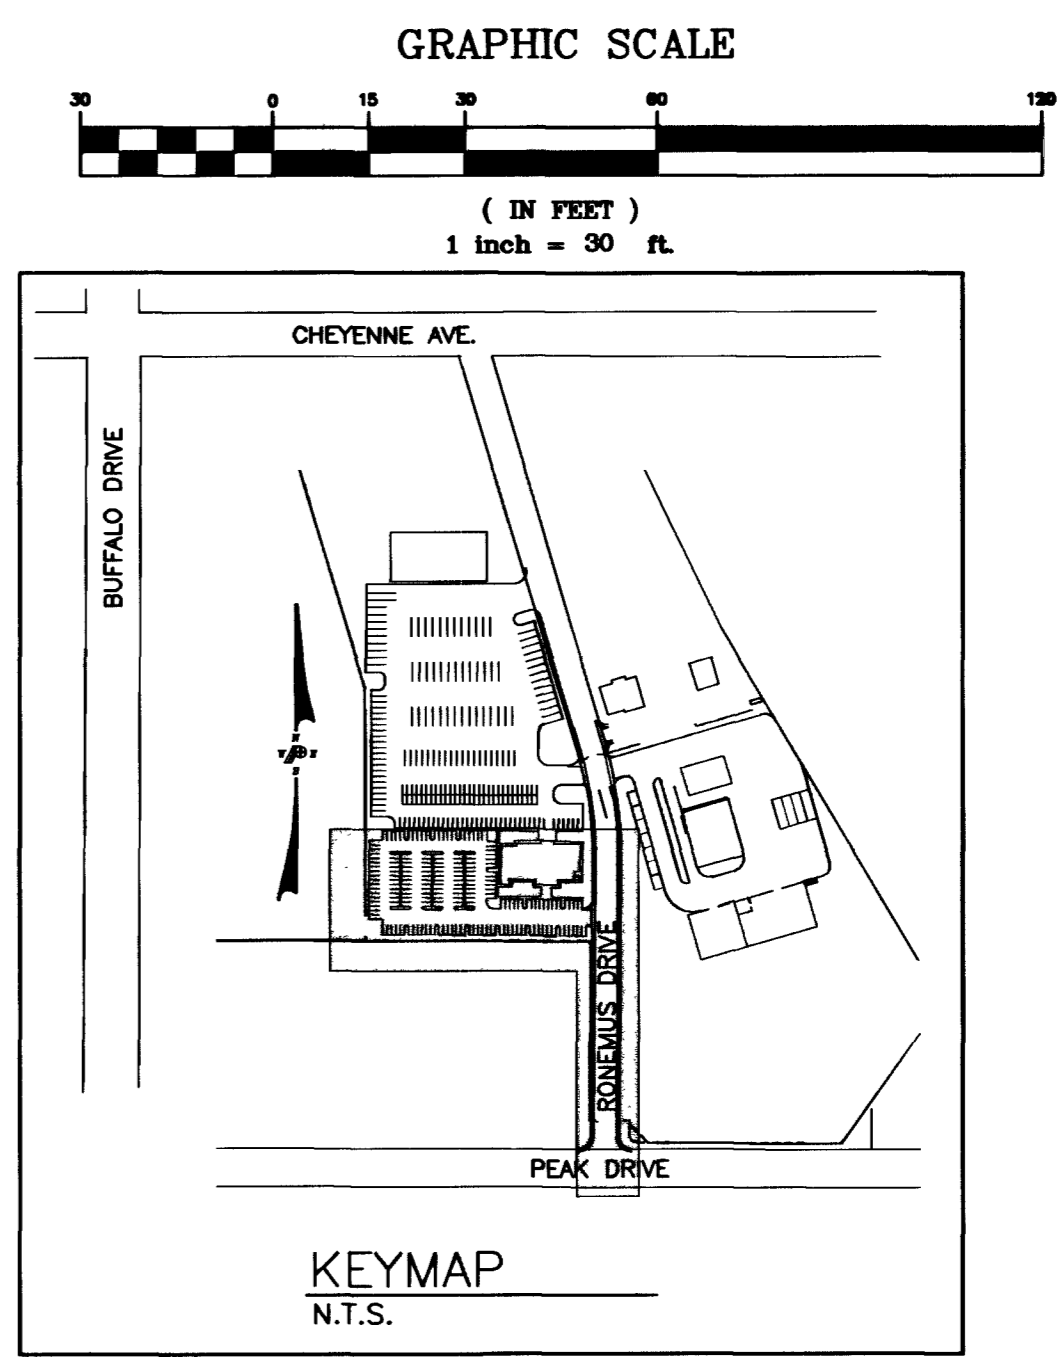 GRAPHIC SCALE
30 0 15 30 60 120
( IN FEET )
1 inch = 30 ft.
CHEYENNE AVE.
BUFFALO DRIVE
N
S
RONEMUS DRIVE
PEAK DRIVE
KEYMAP
N.T.S.